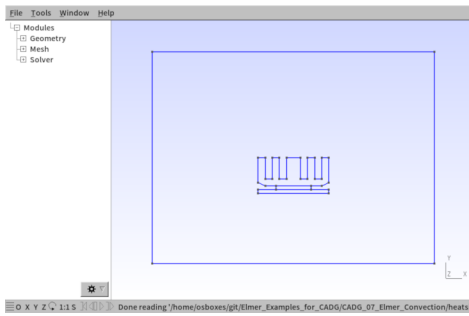 File Tools Window Help
Modules
Geometry
Mesh
Solver
Y
Z X
O X Y Z 1:1 S Done reading '/home/osboxes/git/Elmer_Examples_for_CADG/CADG_07_Elmer_Convection/heats